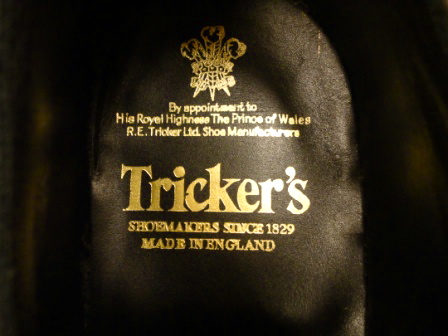 By appointment to
His Royal Highness The Prince of Wales
R.E. Tricker Ltd. Shoe Manufacturers
Tricker's
SHOEMAKERS SINCE 1829
MADE IN ENGLAND